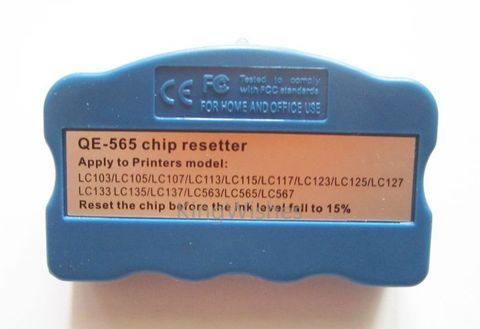 CE FC Tested to comply
with FCC standards
FOR HOME AND OFFICE USE
QE-565 chip resetter
Apply to Printers model:
LC103/LC105/LC107/LC113/LC115/LC117/LC123/LC125/LC127
LC133 LC135/LC137/LC563/LC565/LC567
KingWishes
Reset the chip before the ink level fall to 15%